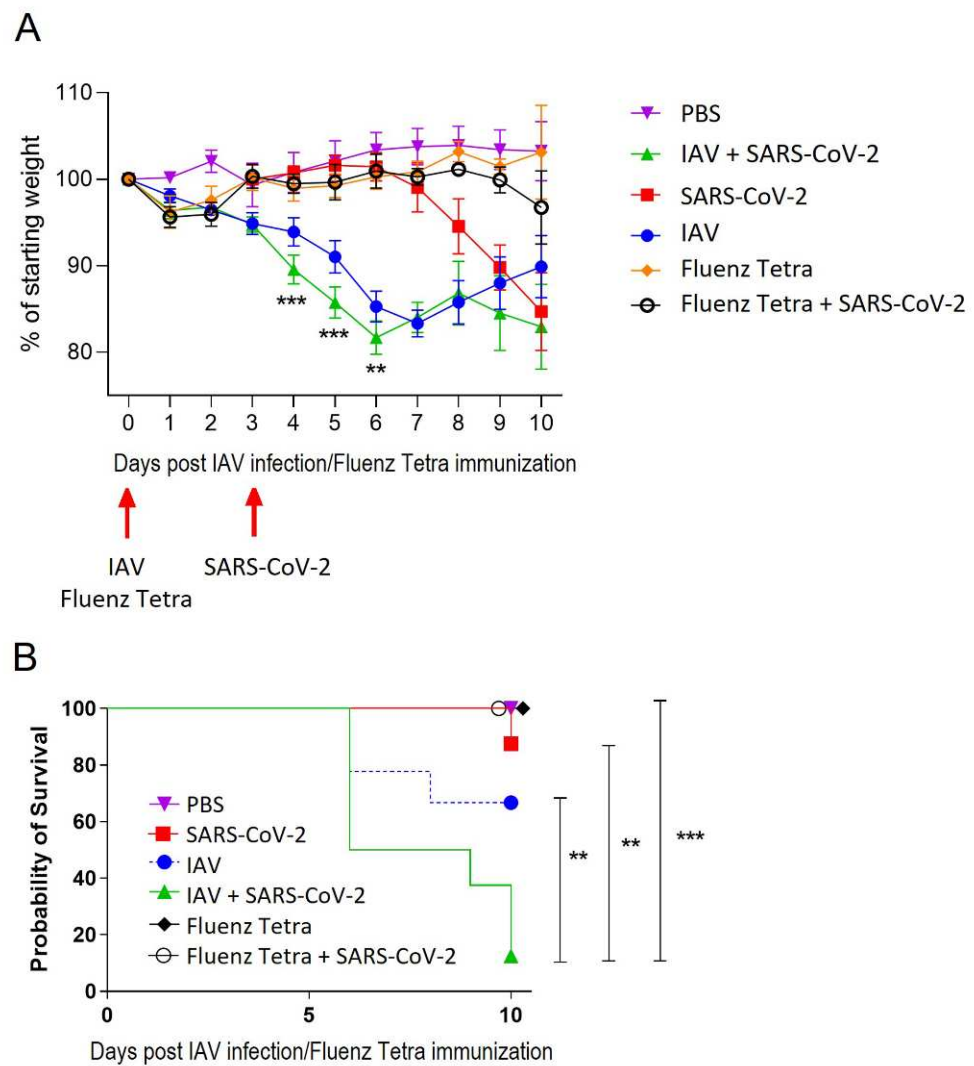 A
% of starting weight
110
100
90
80
0 1 2 3 4 5 6 7 8 9 10
***
***
**
Days post IAV infection/Fluenz Tetra immunization
IAV
Fluenz Tetra
SARS-CoV-2
PBS
IAV + SARS-CoV-2
SARS-CoV-2
IAV
Fluenz Tetra
Fluenz Tetra + SARS-CoV-2
B
Probability of Survival
100
80
60
40
20
0
0 5 10
PBS
SARS-CoV-2
IAV
IAV + SARS-CoV-2
Fluenz Tetra
Fluenz Tetra + SARS-CoV-2
**
**
***
Days post IAV infection/Fluenz Tetra immunization